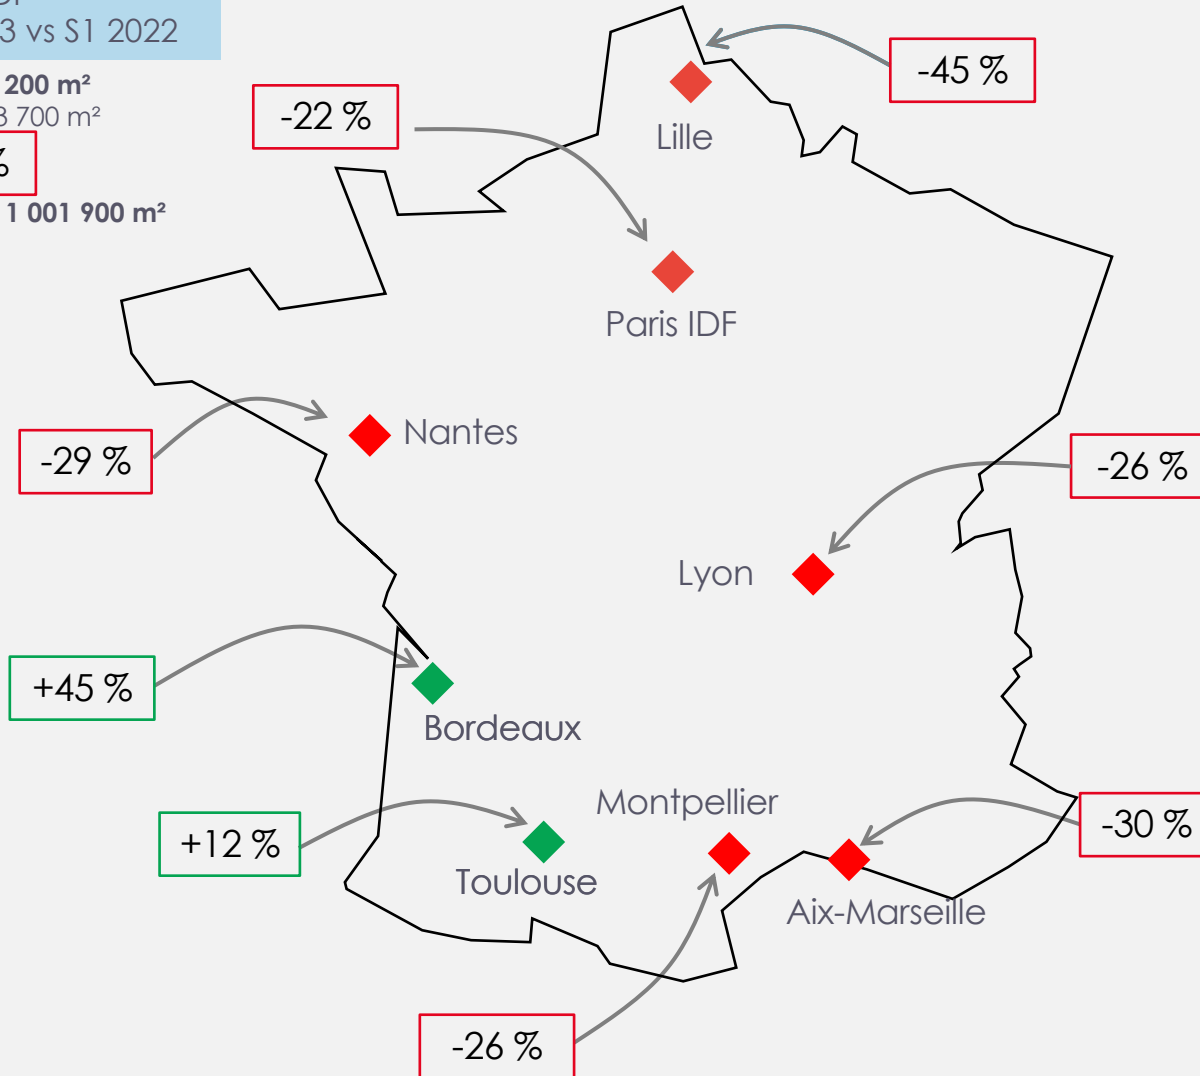 3 vs S1 2022
200 m²
700 m²
%
1 001 900 m²
-45 %
-22 %
Lille
Paris IDF
Nantes
-29 %
-26 %
Lyon
+45 %
Bordeaux
Montpellier
-30 %
+12 %
Toulouse
Aix-Marseille
-26 %